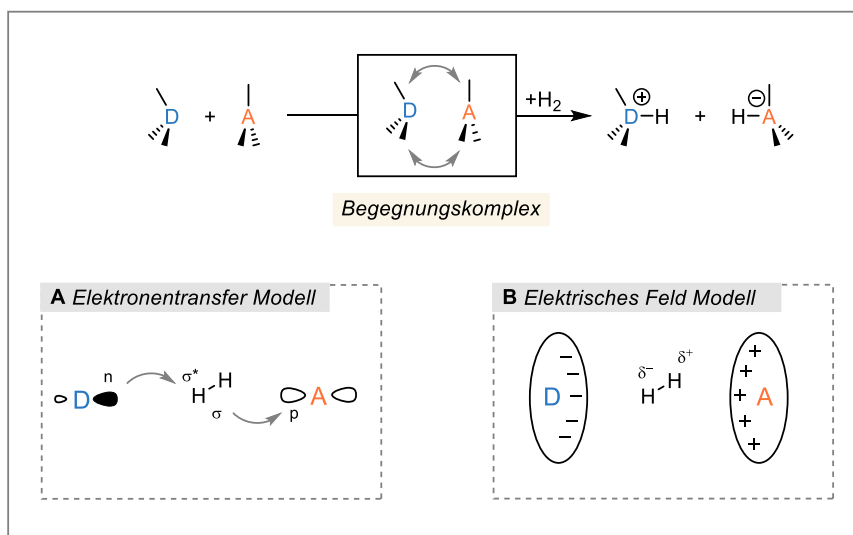 D + A D A +H2 D⊕–H + H–A⊖
Begegnungskomplex
A Elektronentransfer Modell
n σ* H–H σ D A p
B Elektrisches Feld Modell
D − − − − − δ− H–H δ+ + + + + + A